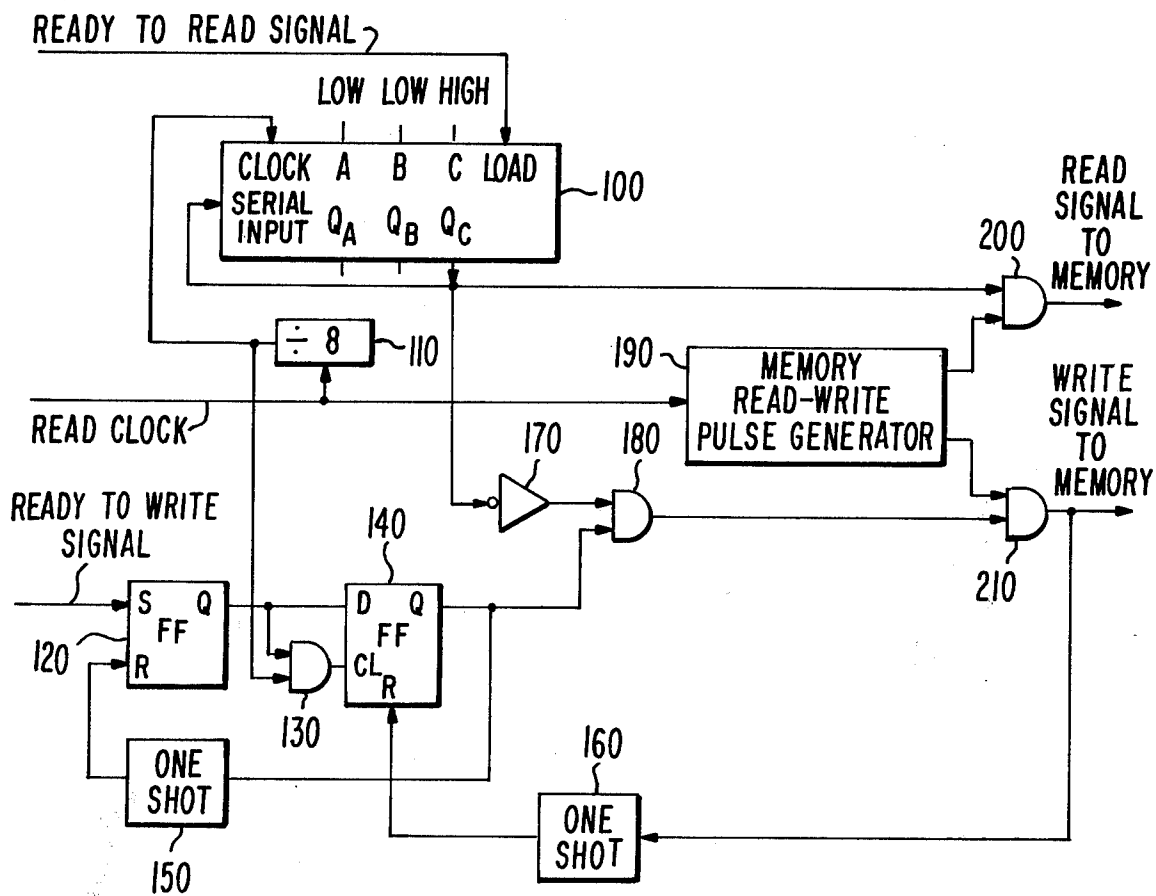 READY TO READ SIGNAL
LOW LOW HIGH
CLOCK A B C LOAD
SERIAL
INPUT QA QB QC
100
READ
SIGNAL
TO
MEMORY
200
÷ 8
110
190
MEMORY
READ-WRITE
PULSE GENERATOR
WRITE
SIGNAL
TO
MEMORY
READ CLOCK
170
180
210
READY TO WRITE
SIGNAL
140
S Q
FF
R
120
D Q
FF
CL
R
130
160
ONE
SHOT
150
ONE
SHOT